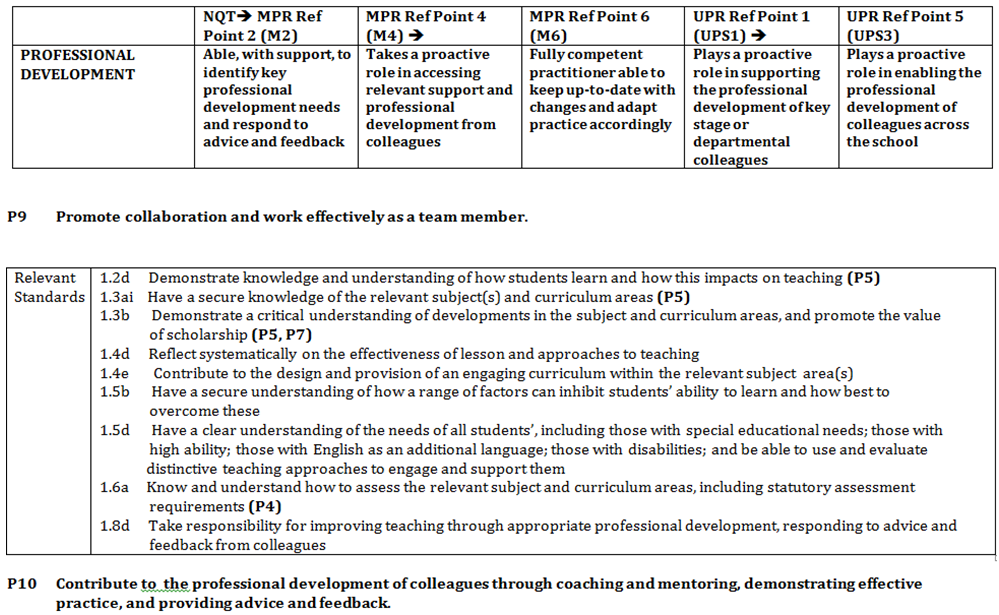 NQT➔ MPR Ref Point 2 (M2)
MPR Ref Point 4 (M4) ➔
MPR Ref Point 6 (M6)
UPR Ref Point 1 (UPS1) ➔
UPR Ref Point 5 (UPS3)
PROFESSIONAL
DEVELOPMENT
Able, with support, to
identify key
professional
development needs
and respond to
advice and feedback
Takes a proactive
role in accessing
relevant support and
professional
development from
colleagues
Fully competent
practitioner able to
keep up-to-date with
changes and adapt
practice accordingly
Plays a proactive
role in supporting
the professional
development of key
stage or
departmental
colleagues
Plays a proactive
role in enabling the
professional
development of
colleagues across
the school
P9 Promote collaboration and work effectively as a team member.
Relevant
Standards
1.2d Demonstrate knowledge and understanding of how students learn and how this impacts on teaching (P5)
1.3ai Have a secure knowledge of the relevant subject(s) and curriculum areas (P5)
1.3b Demonstrate a critical understanding of developments in the subject and curriculum areas, and promote the value
of scholarship (P5, P7)
1.4d Reflect systematically on the effectiveness of lesson and approaches to teaching
1.4e Contribute to the design and provision of an engaging curriculum within the relevant subject area(s)
1.5b Have a secure understanding of how a range of factors can inhibit students’ ability to learn and how best to
overcome these
1.5d Have a clear understanding of the needs of all students’, including those with special educational needs; those with
high ability; those with English as an additional language; those with disabilities; and be able to use and evaluate
distinctive teaching approaches to engage and support them
1.6a Know and understand how to assess the relevant subject and curriculum areas, including statutory assessment
requirements (P4)
1.8d Take responsibility for improving teaching through appropriate professional development, responding to advice and
feedback from colleagues
P10 Contribute to the professional development of colleagues through coaching and mentoring, demonstrating effective
practice, and providing advice and feedback.